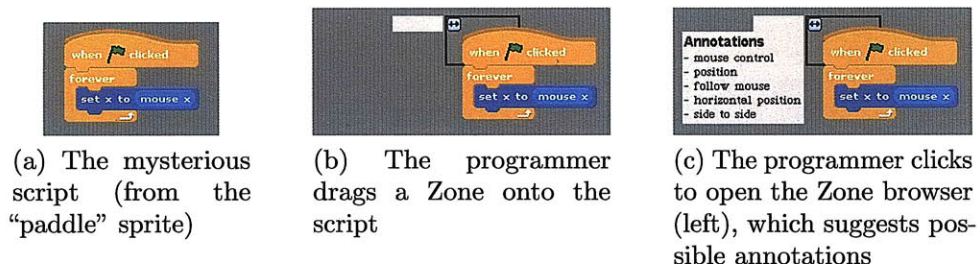 when clicked
forever
set x to mouse x
when clicked
forever
set x to mouse x
Annotations
- mouse control
- position
- follow mouse
- horizontal position
- side to side
when clicked
forever
set x to mouse x
(a) The mysterious
script (from the
“paddle” sprite)
(b) The programmer
drags a Zone onto the
script
(c) The programmer clicks
to open the Zone browser
(left), which suggests pos-
sible annotations